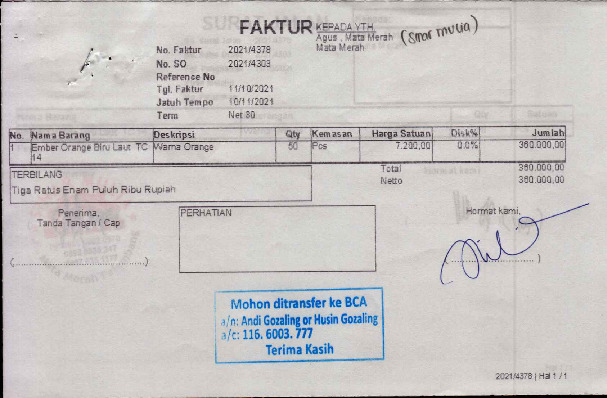 FAKTUR
KEPADA YTH,
Agus . Mata Merah (Sinar mulia)
Mata Merah
No. Faktur 2021/4378
No. SO 2021/4303
Reference No
Tgl. Faktur 11/10/2021
Jatuh Tempo 10/11/2021
Term Net 30
No. Nama Barang Deskripsi Qty Kemasan Harga Satuan Disk% Jumlah
1 Ember Orange Biru Laut TC Warna Orange 50 Pcs 7.200,00 0.0% 360.000,00
14
Total 360.000,00
Netto 360.000,00
TERBILANG
Tiga Ratus Enam Puluh Ribu Rupiah
Penerima,
Tanda Tangan / Cap
PERHATIAN
Hormat kami,
(........................)
(........................)
Mohon ditransfer ke BCA
a/n: Andi Gozaling or Husin Gozaling
a/c: 116. 6003. 777
Terima Kasih
2021/4378 | Hal 1 / 1